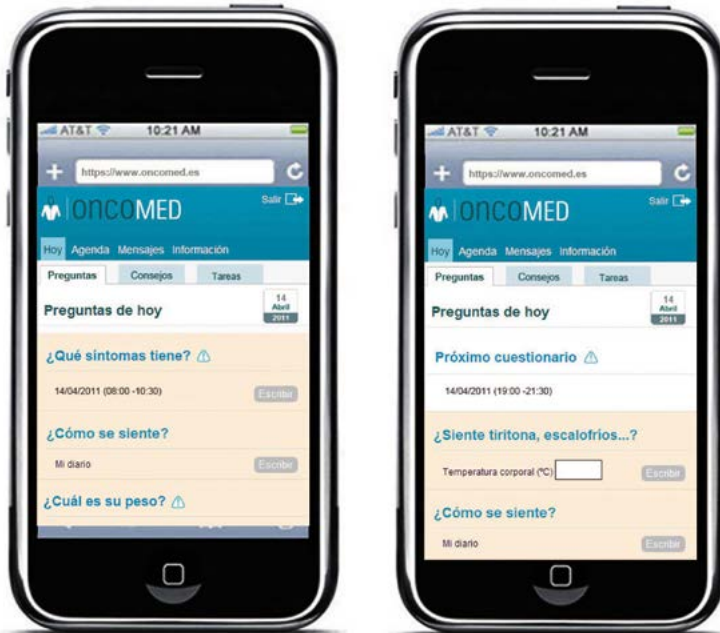 AT&T 10:21 AM
https://www.oncomed.es
Salir
oncoMED
Hoy Agenda Mensajes Información
Preguntas Consejos Tareas
Preguntas de hoy
14
Abril
2011
¿Qué síntomas tiene?
14/04/2011 (08:00 -10:30)
Escribir
¿Cómo se siente?
Mi diario
Escribir
¿Cuál es su peso?
AT&T 10:21 AM
https://www.oncomed.es
Salir
oncoMED
Hoy Agenda Mensajes Información
Preguntas Consejos Tareas
Preguntas de hoy
14
Abril
2011
Próximo cuestionario
14/04/2011 (19:00 -21:30)
¿Siente tiritona, escalofríos...?
Temperatura corporal (ºC)
Escribir
¿Cómo se siente?
Mi diario
Escribir